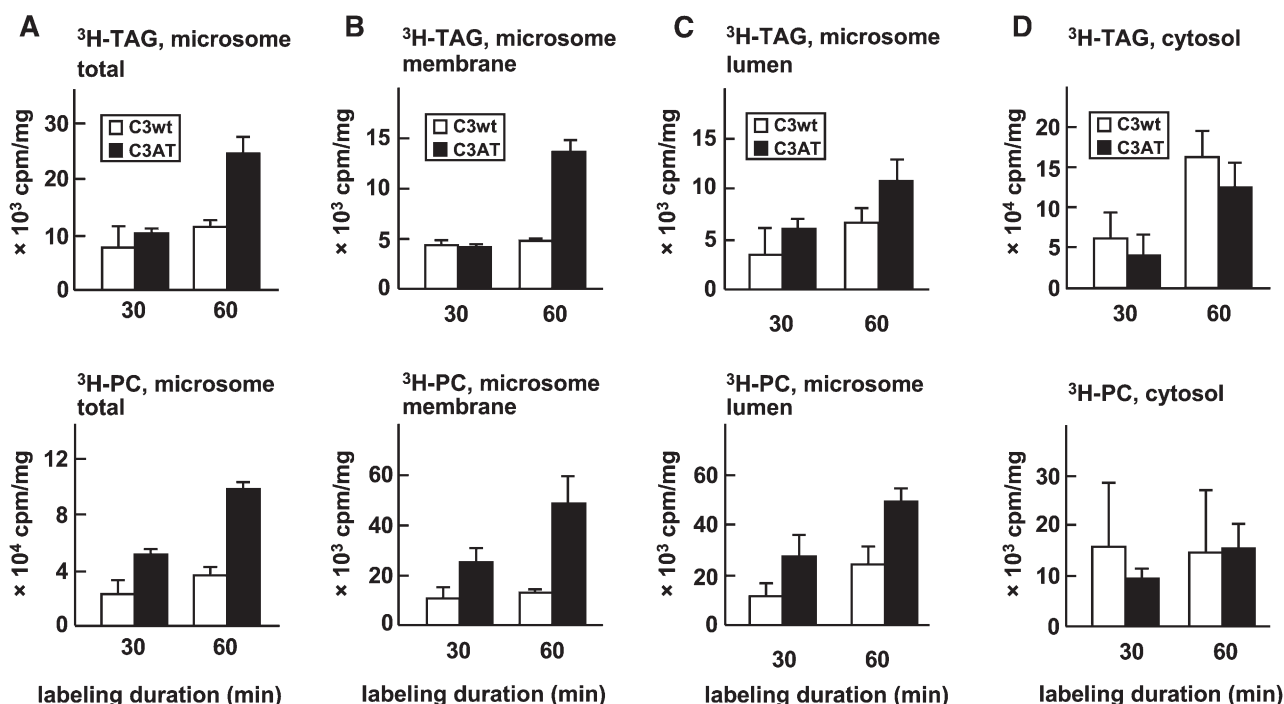 A
³H-TAG, microsome
total
× 10³ cpm/mg
30
20
10
0
C3wt
C3AT
30 60
B
³H-TAG, microsome
membrane
× 10³ cpm/mg
15
10
5
0
C3wt
C3AT
30 60
C
³H-TAG, microsome
lumen
× 10³ cpm/mg
15
10
5
0
C3wt
C3AT
30 60
D
³H-TAG, cytosol
× 10⁴ cpm/mg
20
15
10
5
0
C3wt
C3AT
30 60
³H-PC, microsome
total
× 10⁴ cpm/mg
12
8
4
0
30 60
labeling duration (min)
³H-PC, microsome
membrane
× 10³ cpm/mg
60
40
20
0
30 60
labeling duration (min)
³H-PC, microsome
lumen
× 10³ cpm/mg
60
40
20
0
30 60
labeling duration (min)
³H-PC, cytosol
× 10³ cpm/mg
30
20
10
0
30 60
labeling duration (min)